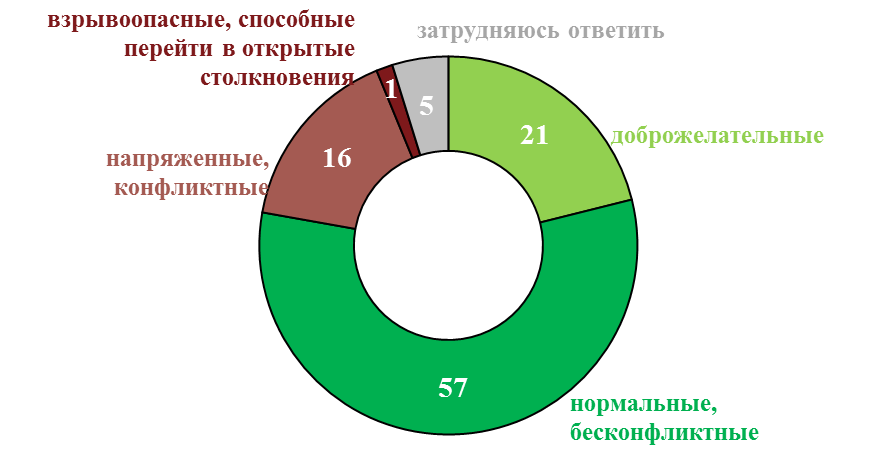 взрывоопасные, способные
перейти в открытые
столкновения
затрудняюсь ответить
1
5
21
доброжелательные
16
напряженные,
конфликтные
57
нормальные,
бесконфликтные